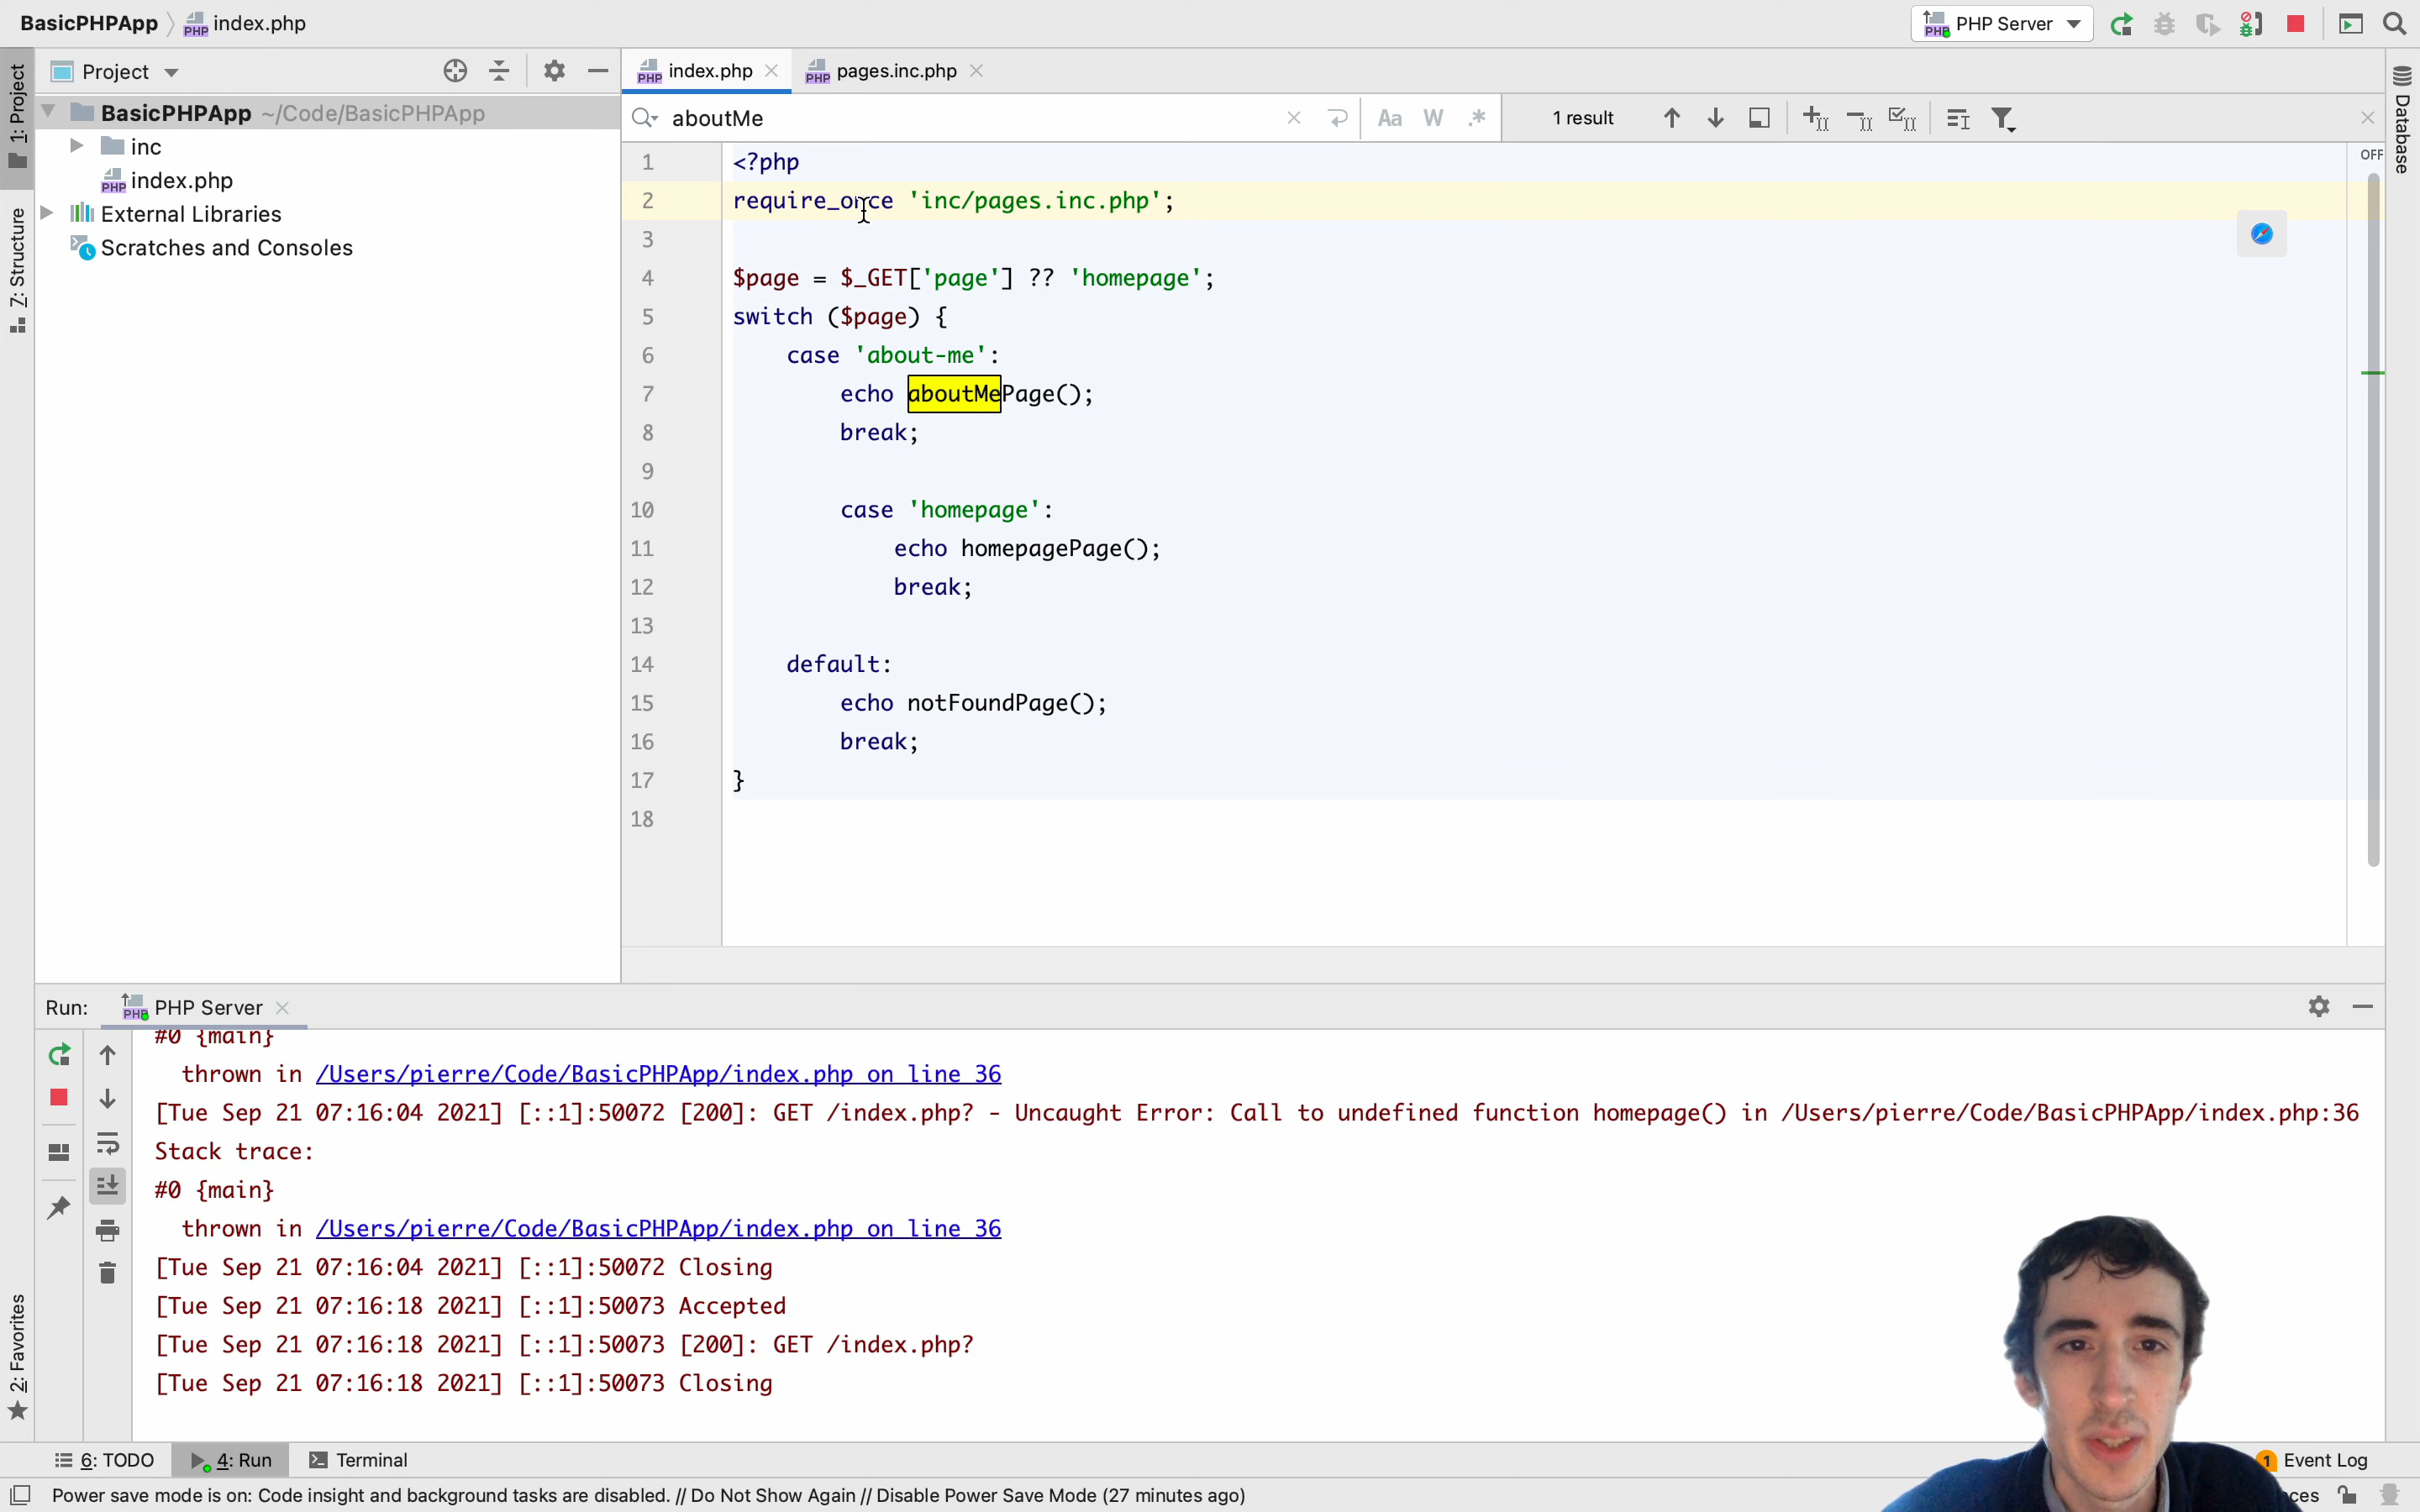 BasicPHPApp index.php
PHP Server
1: Project
Project
index.php
pages.inc.php
Database
BasicPHPApp ~/Code/BasicPHPApp
inc
index.php
External Libraries
Scratches and Consoles
7: Structure
aboutMe
Aa W .*
1 result
OFF
1 <?php
2 require_once 'inc/pages.inc.php';
3
4 $page = $_GET['page'] ?? 'homepage';
5 switch ($page) {
6 case 'about-me':
7 echo aboutMePage();
8 break;
9
10 case 'homepage':
11 echo homepagePage();
12 break;
13
14 default:
15 echo notFoundPage();
16 break;
17 }
18
Run: PHP Server
#0 {main}
thrown in /Users/pierre/Code/BasicPHPApp/index.php on line 36
[Tue Sep 21 07:16:04 2021] [::1]:50072 [200]: GET /index.php? - Uncaught Error: Call to undefined function homepage() in /Users/pierre/Code/BasicPHPApp/index.php:36
Stack trace:
#0 {main}
thrown in /Users/pierre/Code/BasicPHPApp/index.php on line 36
[Tue Sep 21 07:16:04 2021] [::1]:50072 Closing
[Tue Sep 21 07:16:18 2021] [::1]:50073 Accepted
[Tue Sep 21 07:16:18 2021] [::1]:50073 [200]: GET /index.php?
[Tue Sep 21 07:16:18 2021] [::1]:50073 Closing
2: Favorites
6: TODO
4: Run
Terminal
1 Event Log
Power save mode is on: Code insight and background tasks are disabled. // Do Not Show Again // Disable Power Save Mode (27 minutes ago)